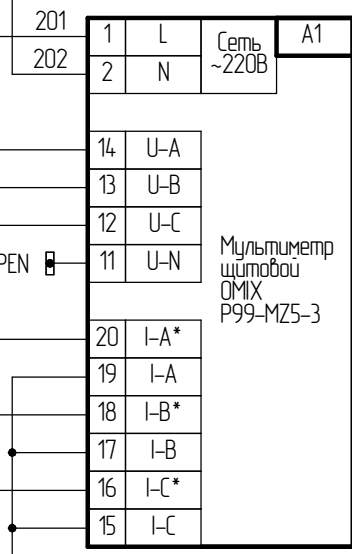 201
1 L Сеть A1
202
2 N ~220В
14 U-A
13 U-B
12 U-C
PEN 11 U-N
Мультиметр
щитовой
OMIX
P99-MZ5-3
20 I-A*
19 I-A
18 I-B*
17 I-B
16 I-C*
15 I-C